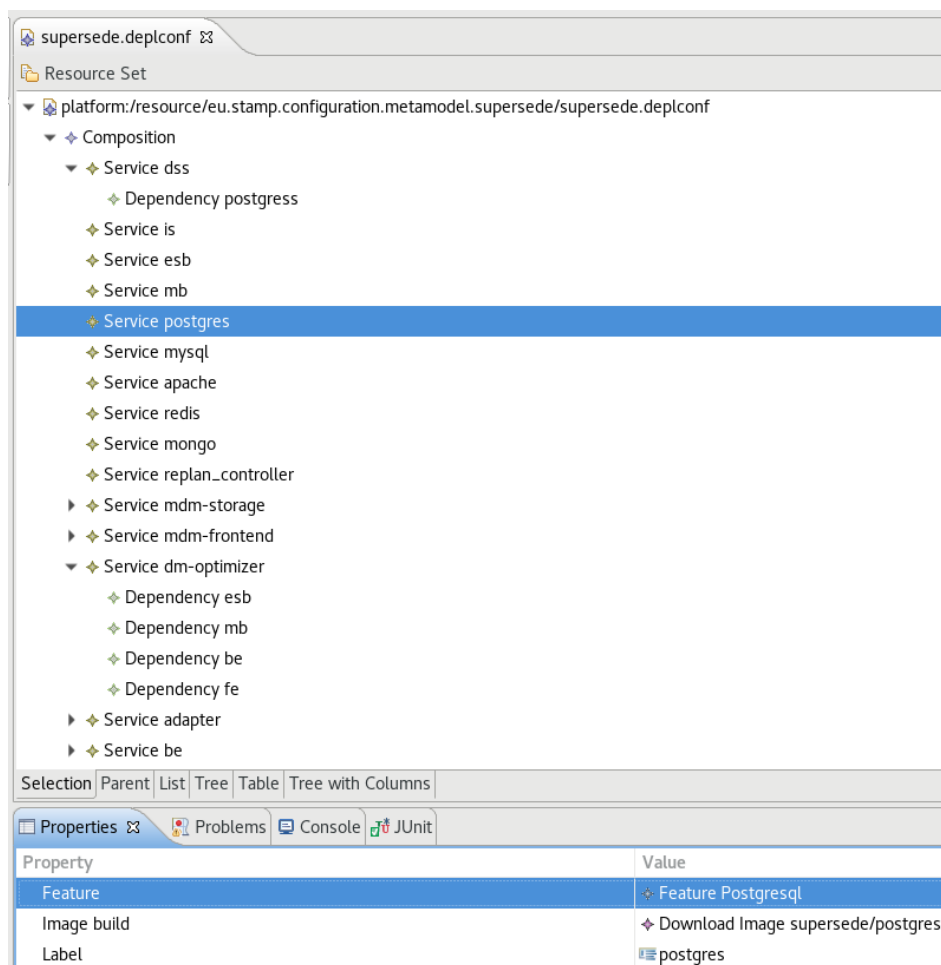 supersede.deplconf
Resource Set
platform:/resource/eu.stamp.configuration.metamodel.supersede/supersede.deplconf
Composition
Service dss
Dependency postgress
Service is
Service esb
Service mb
Service postgres
Service mysql
Service apache
Service redis
Service mongo
Service replan_controller
Service mdm-storage
Service mdm-frontend
Service dm-optimizer
Dependency esb
Dependency mb
Dependency be
Dependency fe
Service adapter
Service be
Selection Parent List Tree Table Tree with Columns
Properties Problems Console JUnit
Property Value
Feature Feature Postgresql
Image build Download Image supersede/postgres
Label postgres